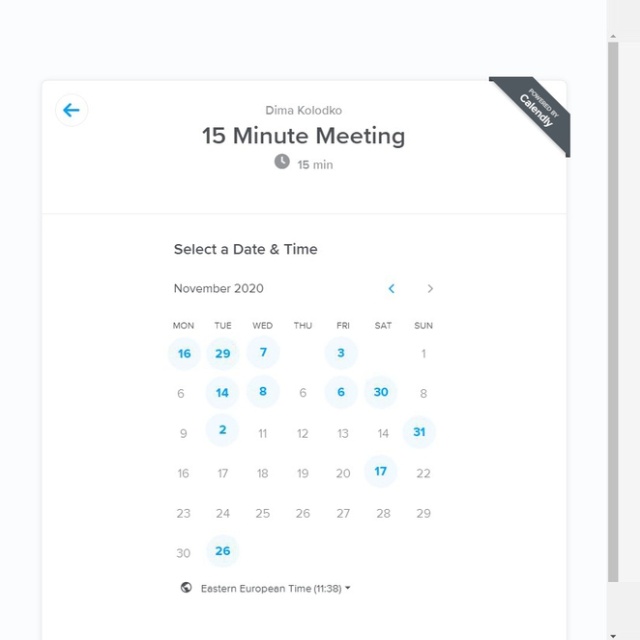 Dima Kolodko
POWERED BY
Calendly
15 Minute Meeting
15 min
Select a Date & Time
November 2020
MON TUE WED THU FRI SAT SUN
16 29 7 3 1
6 14 8 6 6 30 8
9 2 11 12 13 14 31
16 17 18 19 20 17 22
23 24 25 26 27 28 29
30 26
Eastern European Time (11:38)